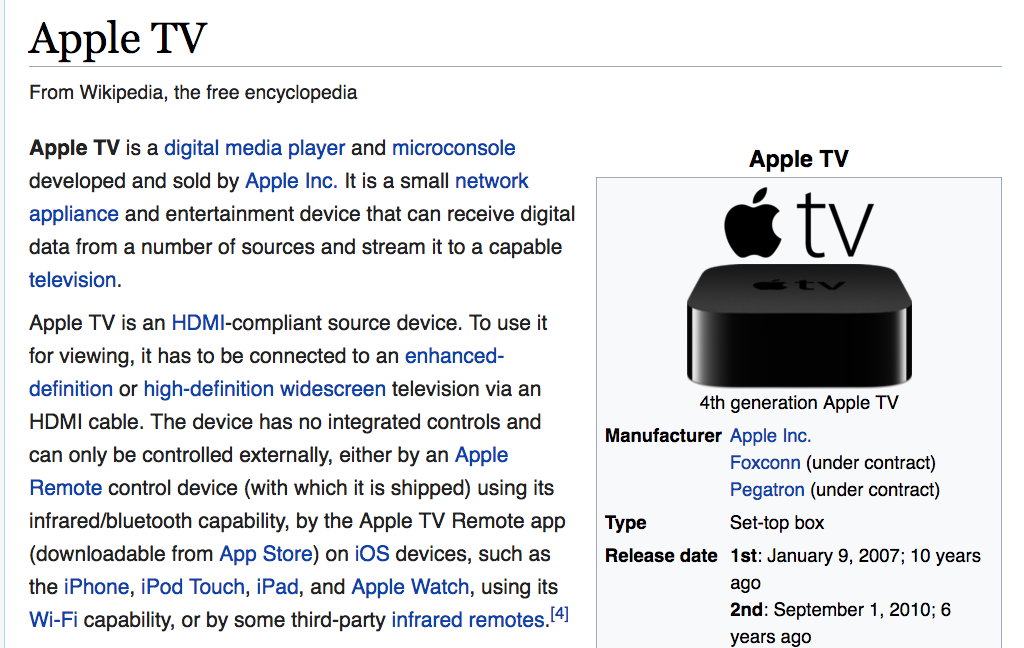 Apple TV
From Wikipedia, the free encyclopedia
Apple TV is a digital media player and microconsole
developed and sold by Apple Inc. It is a small network
appliance and entertainment device that can receive digital
data from a number of sources and stream it to a capable
television.
Apple TV is an HDMI-compliant source device. To use it
for viewing, it has to be connected to an enhanced-
definition or high-definition widescreen television via an
HDMI cable. The device has no integrated controls and
can only be controlled externally, either by an Apple
Remote control device (with which it is shipped) using its
infrared/bluetooth capability, by the Apple TV Remote app
(downloadable from App Store) on iOS devices, such as
the iPhone, iPod Touch, iPad, and Apple Watch, using its
Wi-Fi capability, or by some third-party infrared remotes.[4]
Apple TV
tv
tv
4th generation Apple TV
Manufacturer Apple Inc.
Foxconn (under contract)
Pegatron (under contract)
Type Set-top box
Release date 1st: January 9, 2007; 10 years
ago
2nd: September 1, 2010; 6
years ago